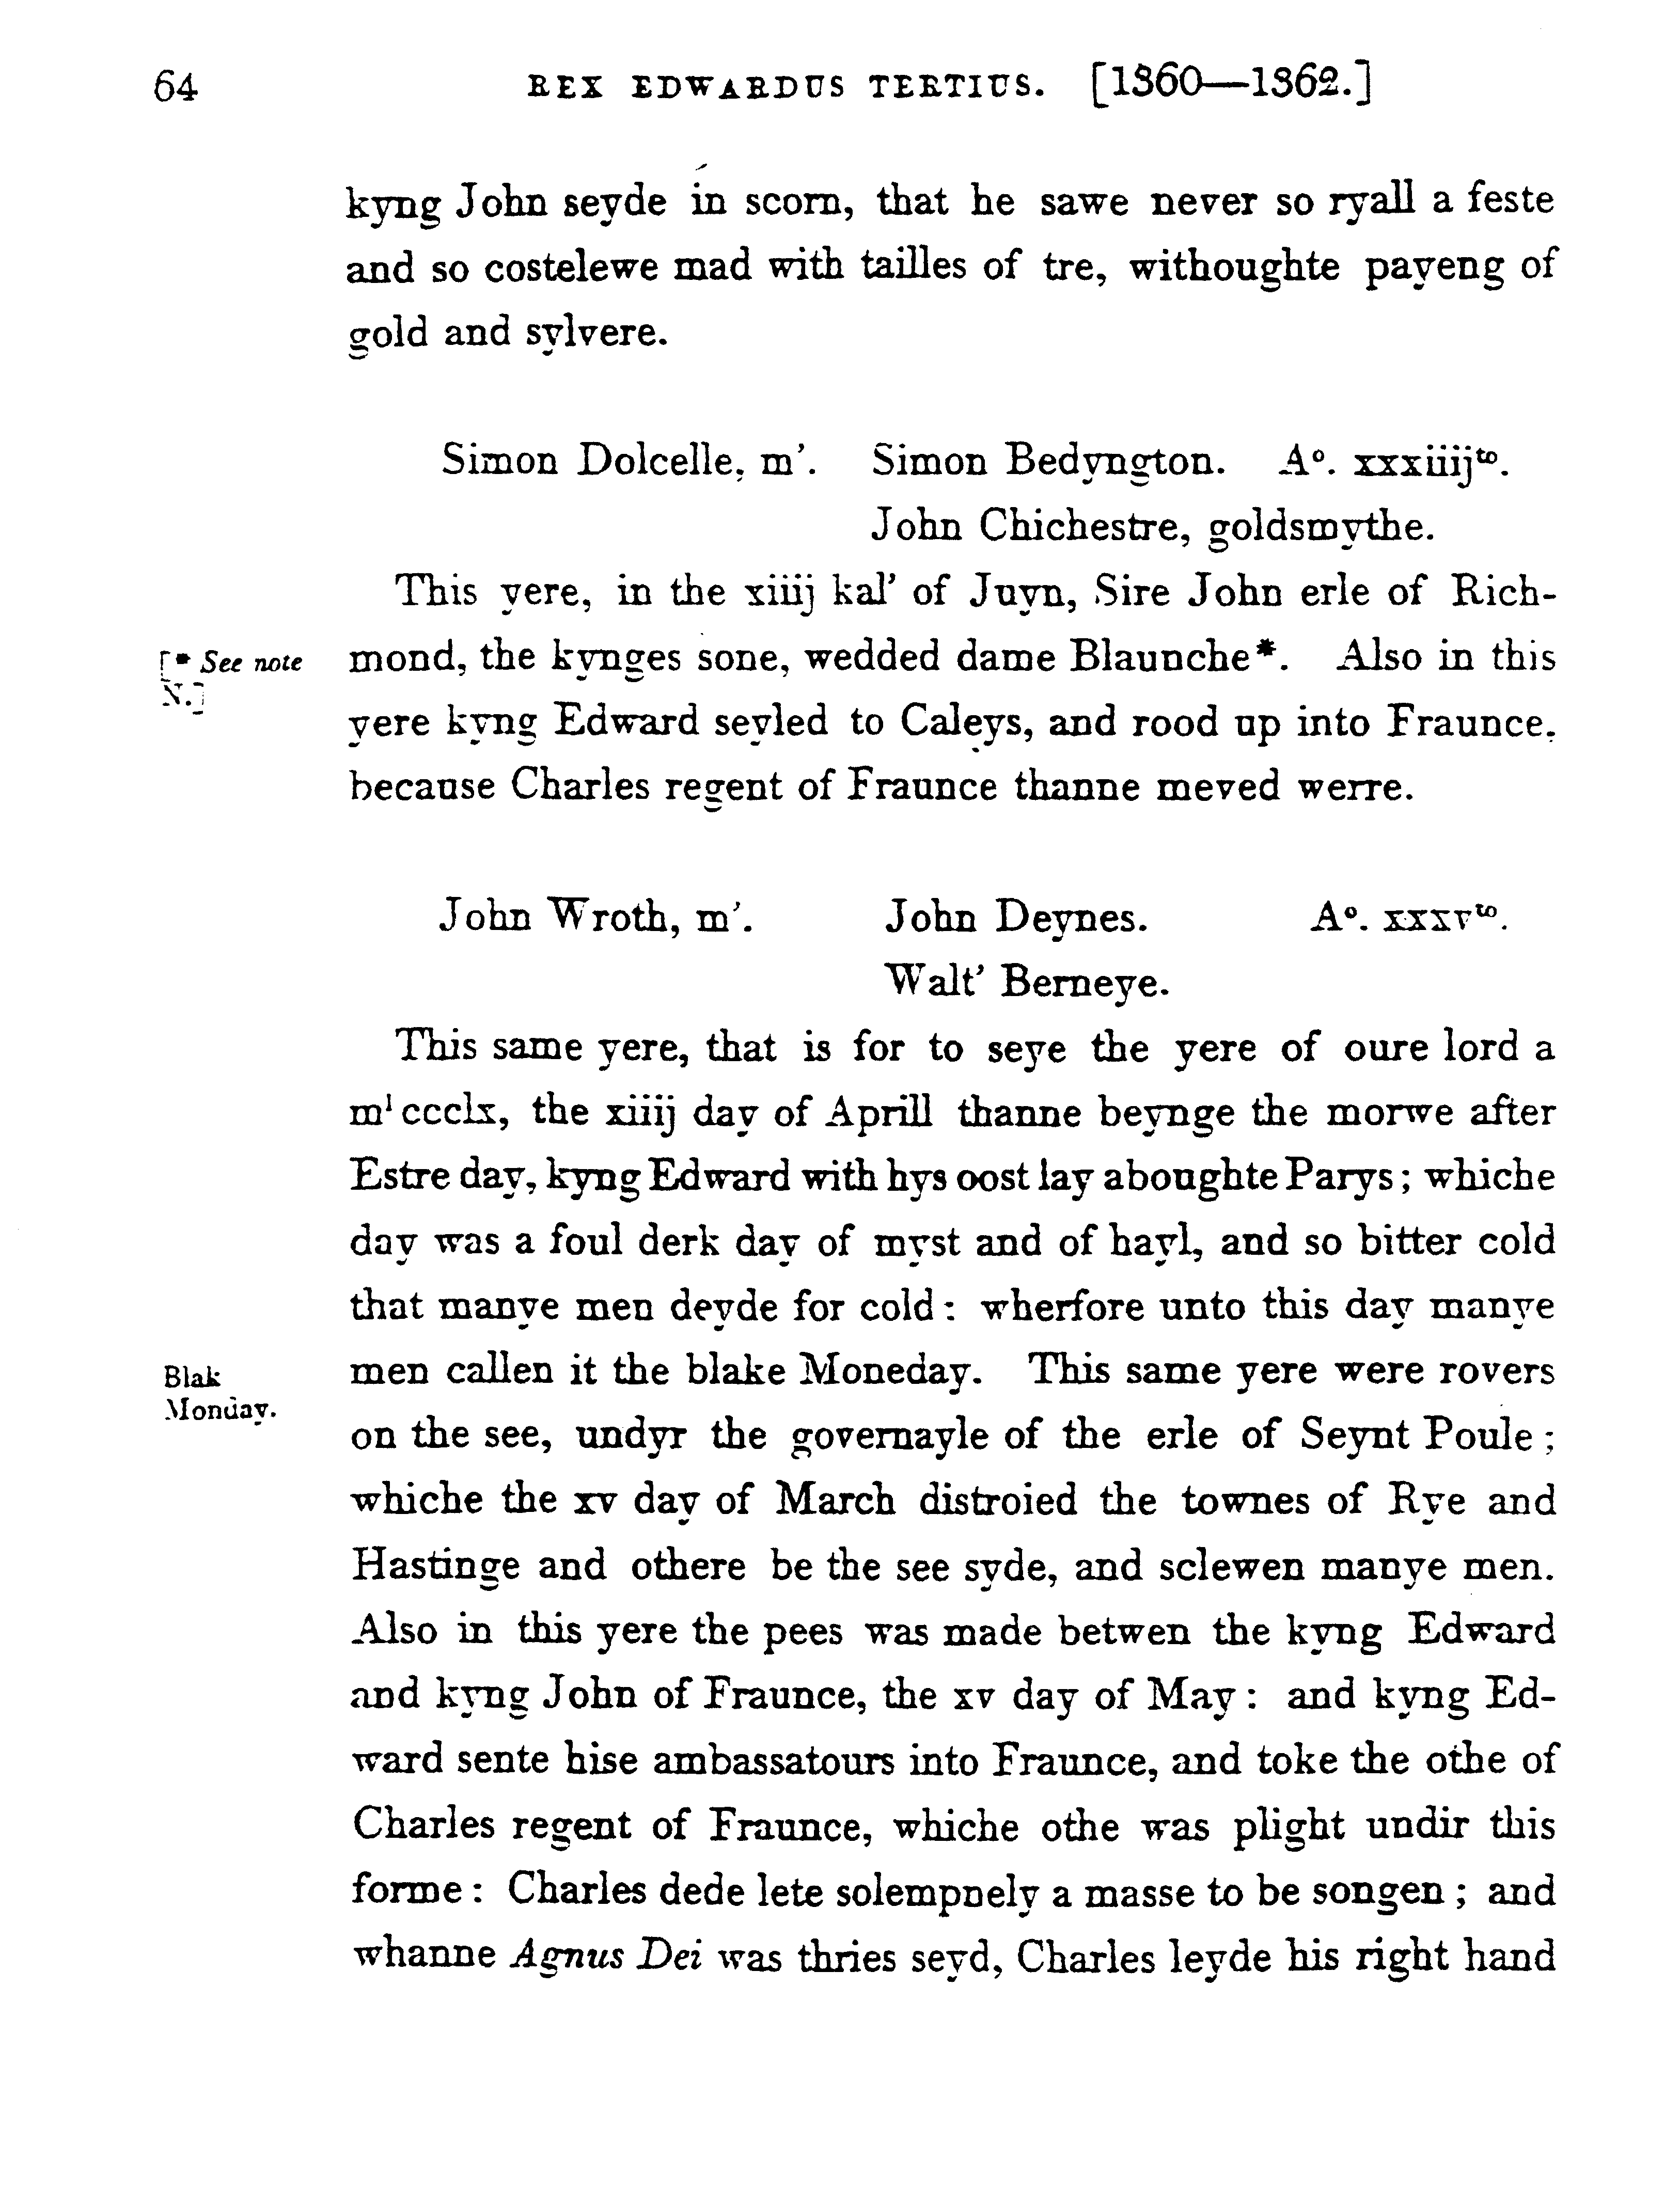 64 REX EDWARDUS TERTIUS. [1360—1362.]
kyng John seyde in scorn, that he sawe never so ryall a feste
and so costelewe mad with tailles of tre, withoughte payeng of
gold and sylvere.
Simon Dolcelle, m'. Simon Bedyngton. Aº. xxxiiijᵗᵒ.
John Chichestre, goldsmythe.
This yere, in the xiiij kal' of Juyn, Sire John erle of Rich-
[* See note mond, the kynges sone, wedded dame Blaunche*. Also in this
N.]
yere kyng Edward seyled to Caleys, and rood up into Fraunce,
because Charles regent of Fraunce thanne meved werre.
John Wroth, m'. John Deynes. Aº. xxxvᵗᵒ.
Walt' Berneye.
This same yere, that is for to seye the yere of oure lord a
mˡ ccclx, the xiiij day of Aprill thanne beynge the morwe after
Estre day, kyng Edward with hys oost lay aboughte Parys; whiche
day was a foul derk day of myst and of hayl, and so bitter cold
that manye men deyde for cold: wherfore unto this day manye
Blak men callen it the blake Moneday. This same yere were rovers
Monday.
on the see, undyr the governayle of the erle of Seynt Poule;
whiche the xv day of March distroied the townes of Rye and
Hastinge and othere be the see syde, and sclewen manye men.
Also in this yere the pees was made betwen the kyng Edward
and kyng John of Fraunce, the xv day of May: and kyng Ed-
ward sente hise ambassatours into Fraunce, and toke the othe of
Charles regent of Fraunce, whiche othe was plight undir this
forme: Charles dede lete solempnely a masse to be songen; and
whanne Agnus Dei was thries seyd, Charles leyde his right hand